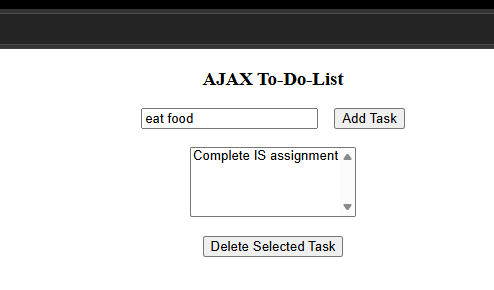 AJAX To-Do-List
eat food Add Task
Complete IS assignment
Delete Selected Task